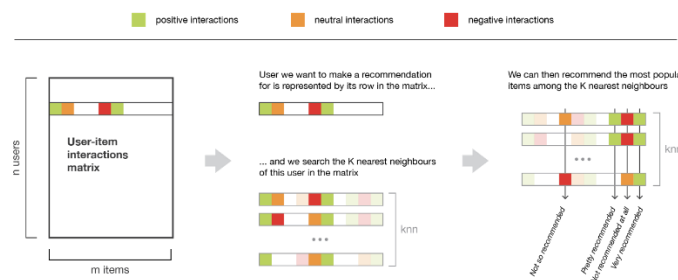 positive interactions
neutral interactions
negative interactions
User we want to make a recommendation
for is represented by its row in the matrix...
We can then recommend the most popula
items among the K nearest neighbours
User-item
interactions
matrix
n users
m items
... and we search the K nearest neighbours
of this user in the matrix
knn
knn
Not so recommended
Pretty recommended
Not recommended at all
Very recommended